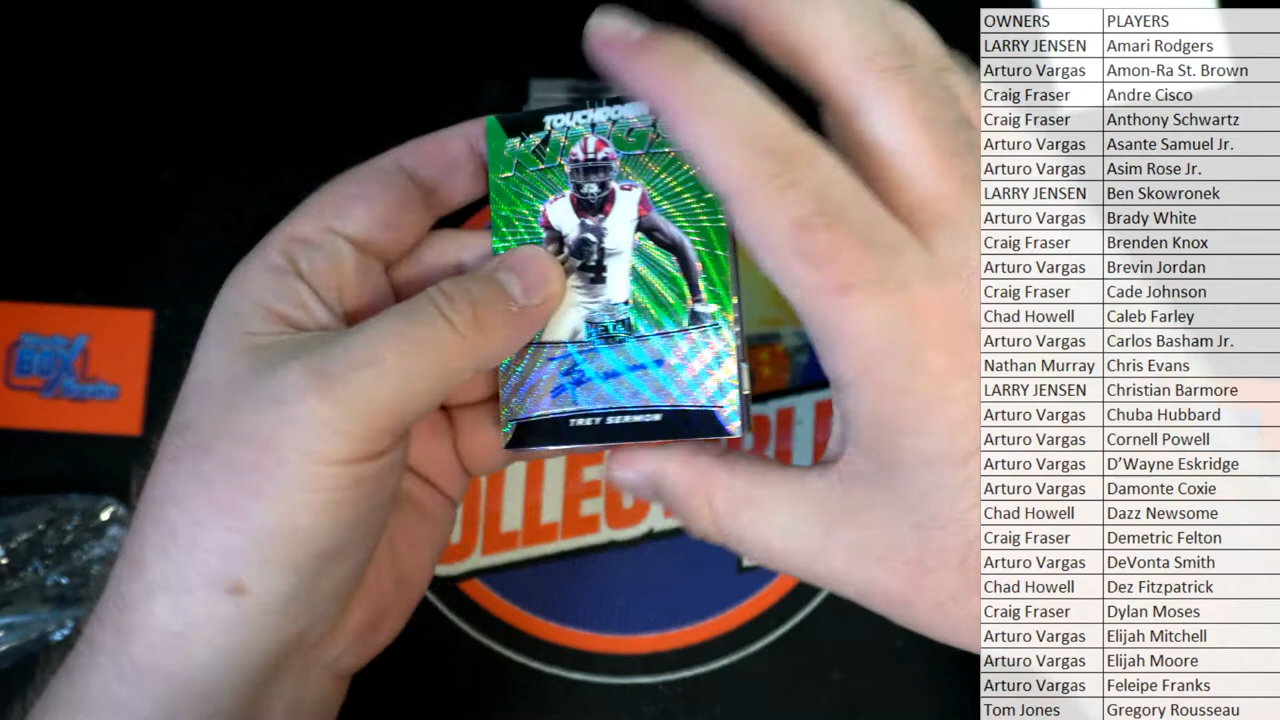 OWNERS PLAYERS
LARRY JENSEN Amari Rodgers
Arturo Vargas Amon-Ra St. Brown
Craig Fraser Andre Cisco
Craig Fraser Anthony Schwartz
Arturo Vargas Asante Samuel Jr.
Arturo Vargas Asim Rose Jr.
LARRY JENSEN Ben Skowronek
Arturo Vargas Brady White
Craig Fraser Brenden Knox
Arturo Vargas Brevin Jordan
Craig Fraser Cade Johnson
Chad Howell Caleb Farley
Arturo Vargas Carlos Basham Jr.
Nathan Murray Chris Evans
LARRY JENSEN Christian Barmore
Arturo Vargas Chuba Hubbard
Arturo Vargas Cornell Powell
Arturo Vargas D’Wayne Eskridge
Arturo Vargas Damonte Coxie
Chad Howell Dazz Newsome
Craig Fraser Demetric Felton
Arturo Vargas DeVonta Smith
Chad Howell Dez Fitzpatrick
Craig Fraser Dylan Moses
Arturo Vargas Elijah Mitchell
Arturo Vargas Elijah Moore
Arturo Vargas Feleipe Franks
Tom Jones Gregory Rousseau
KINGS
4
TREY SERMON
BOX